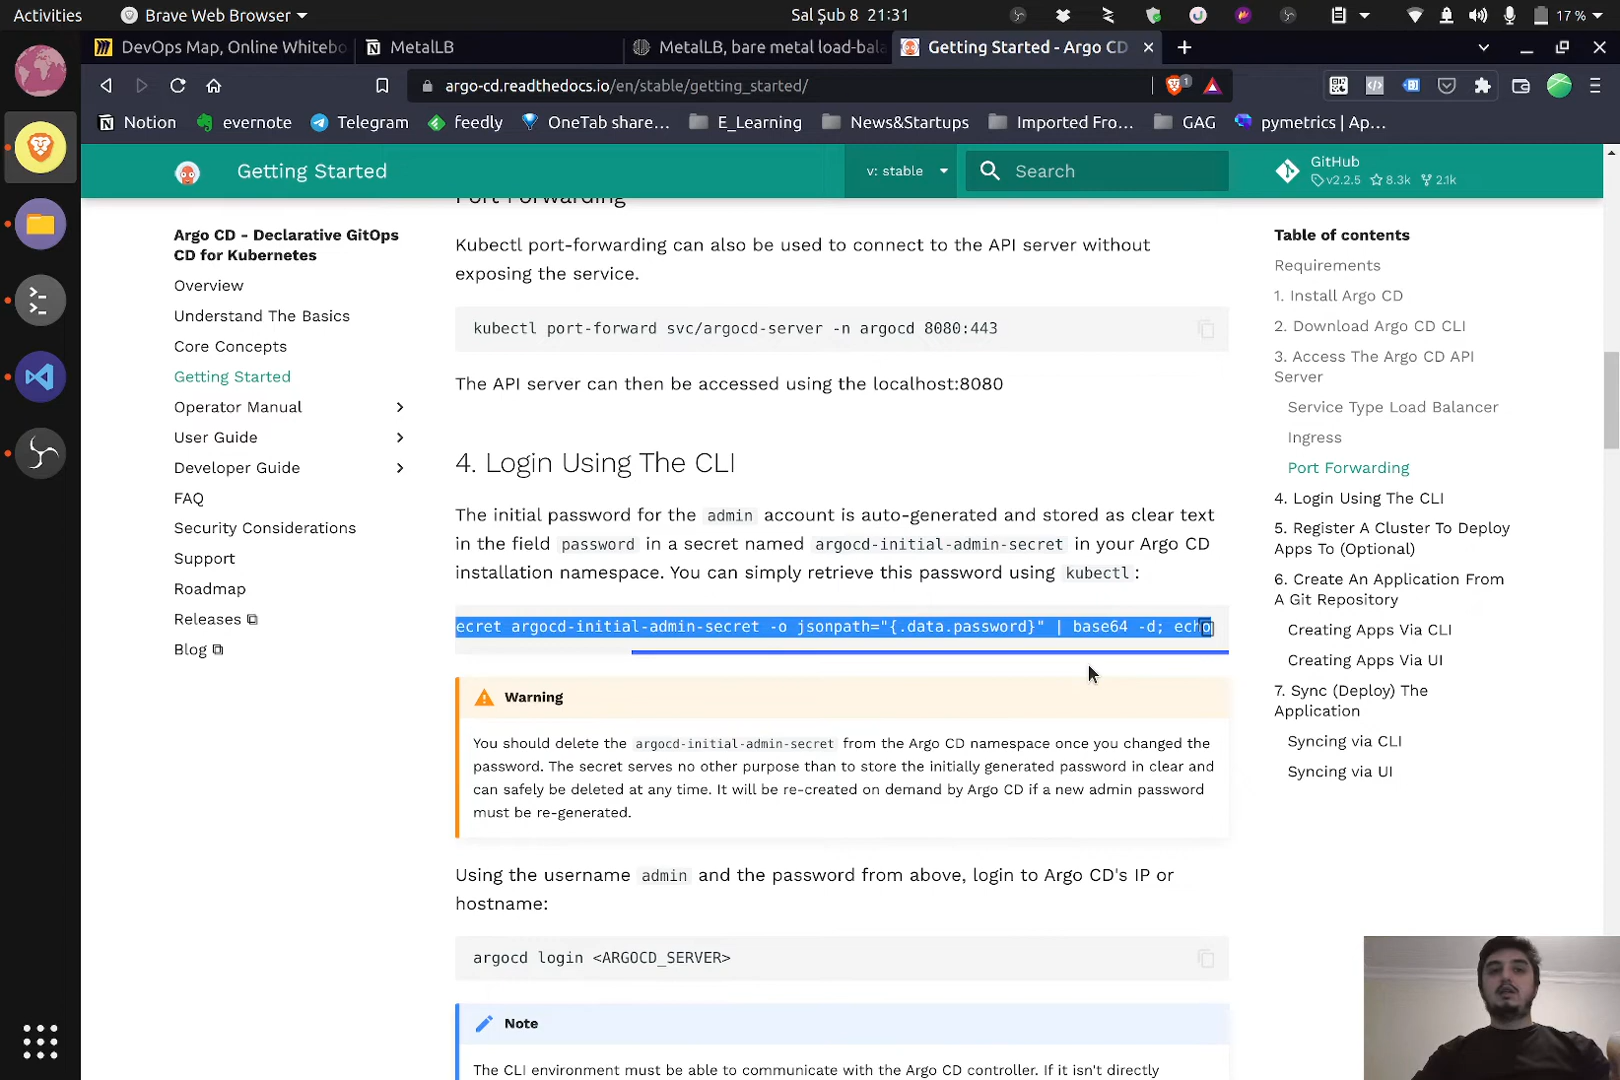 Activities
Brave Web Browser
Sal Şub 8 21:31
17 %
DevOps Map, Online Whitebo
MetalLB
MetalLB, bare metal load-bala
Getting Started - Argo CD
argo-cd.readthedocs.io/en/stable/getting_started/
1
Notion
evernote
Telegram
feedly
OneTab share...
E_Learning
News&Startups
Imported Fro...
GAG
pymetrics | Ap...
Getting Started
v: stable
Search
GitHub
v2.2.5 8.3k 2.1k
Argo CD - Declarative GitOps
CD for Kubernetes
Overview
Understand The Basics
Core Concepts
Getting Started
Operator Manual
User Guide
Developer Guide
FAQ
Security Considerations
Support
Roadmap
Releases
Blog
Port Forwarding
Kubectl port-forwarding can also be used to connect to the API server without
exposing the service.
kubectl port-forward svc/argocd-server -n argocd 8080:443
The API server can then be accessed using the localhost:8080
4. Login Using The CLI
The initial password for the admin account is auto-generated and stored as clear text
in the field password in a secret named argocd-initial-admin-secret in your Argo CD
installation namespace. You can simply retrieve this password using kubectl:
ecret argocd-initial-admin-secret -o jsonpath="{.data.password}" | base64 -d; echo
Warning
You should delete the argocd-initial-admin-secret from the Argo CD namespace once you changed the
password. The secret serves no other purpose than to store the initially generated password in clear and
can safely be deleted at any time. It will be re-created on demand by Argo CD if a new admin password
must be re-generated.
Using the username admin and the password from above, login to Argo CD's IP or
hostname:
argocd login <ARGOCD_SERVER>
Note
The CLI environment must be able to communicate with the Argo CD controller. If it isn't directly
Table of contents
Requirements
1. Install Argo CD
2. Download Argo CD CLI
3. Access The Argo CD API
Server
Service Type Load Balancer
Ingress
Port Forwarding
4. Login Using The CLI
5. Register A Cluster To Deploy
Apps To (Optional)
6. Create An Application From
A Git Repository
Creating Apps Via CLI
Creating Apps Via UI
7. Sync (Deploy) The
Application
Syncing via CLI
Syncing via UI